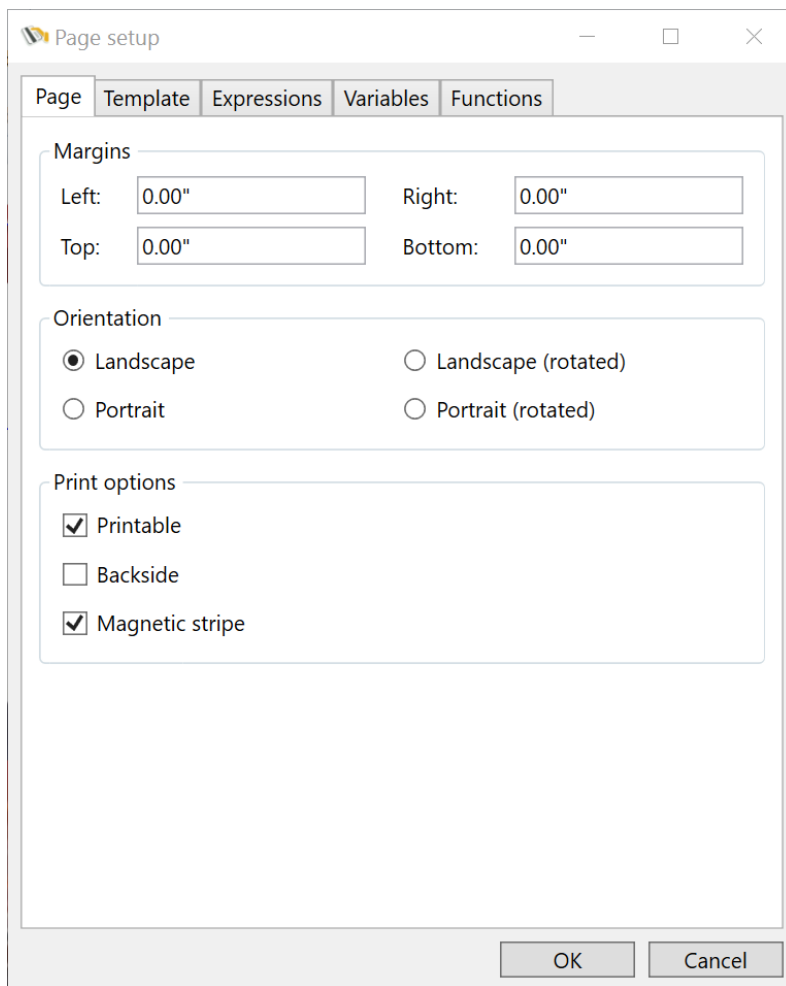 Page setup
Page Template Expressions Variables Functions
Margins
Left: 0.00" Right: 0.00"
Top: 0.00" Bottom: 0.00"
Orientation
Landscape Landscape (rotated)
Portrait Portrait (rotated)
Print options
Printable
Backside
Magnetic stripe
OK Cancel